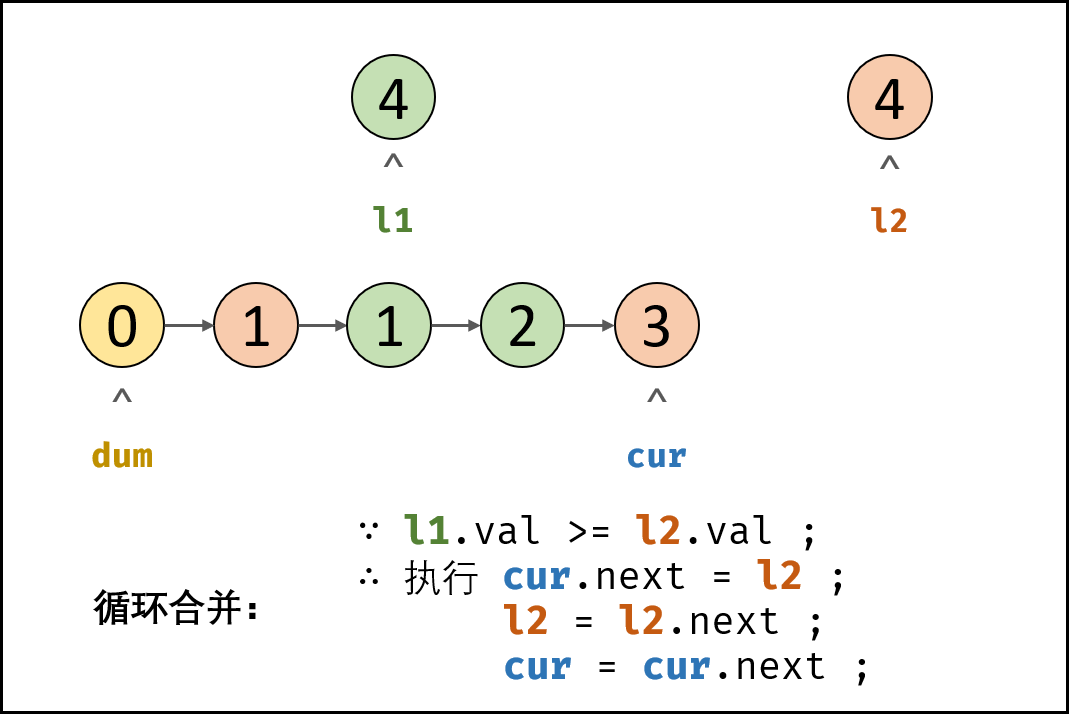 4 4
^ ^
l1 l2
0 1 1 2 3
^ ^
dum cur
∵ l1.val >= l2.val ;
∴ 执行 cur.next = l2 ;
循环合并:
l2 = l2.next ;
cur = cur.next ;